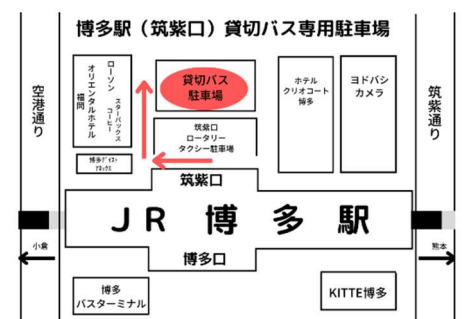 博多駅（筑紫口）貸切バス専用駐車場
空港通り
ローソン
オリエンタルホテル
福岡
スターバックス
コーヒー
貸切バス
駐車場
ホテル
クリオコート
博多
ヨドバシ
カメラ
筑紫通り
筑紫口
ロータリー
タクシー駐車場
博多デイトス
アネックス
筑紫口
ＪＲ博多駅
小倉
熊本
博多口
博多
バスターミナル
KITTE博多